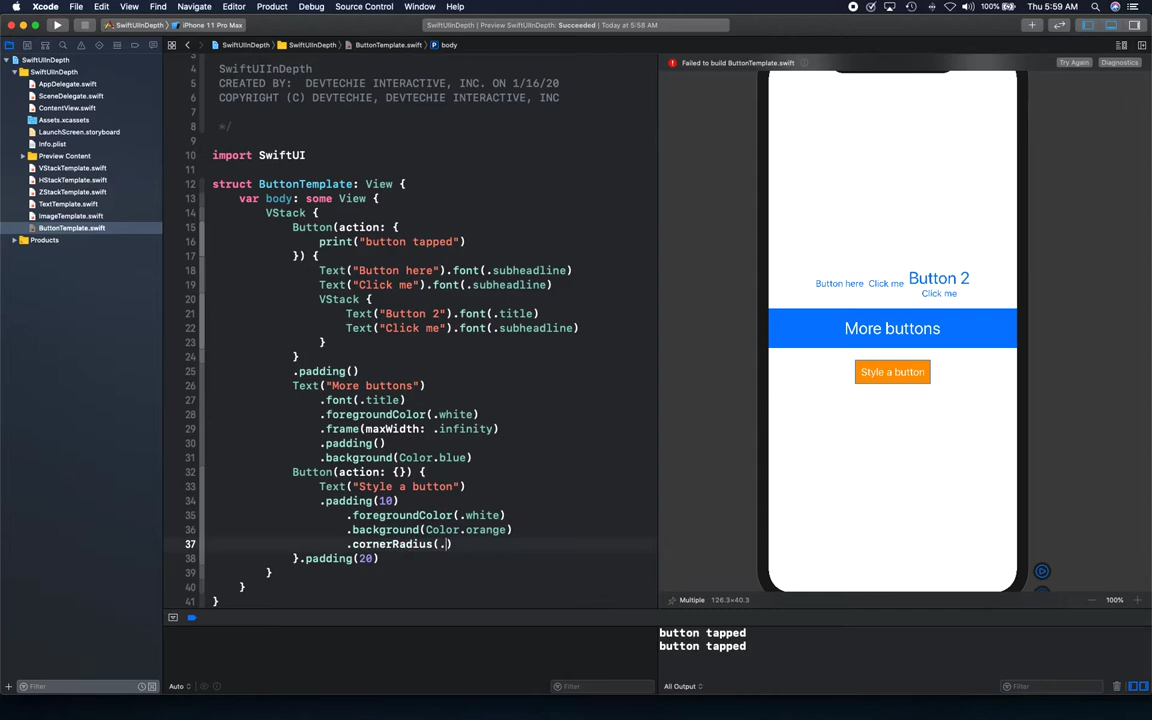 Xcode File Edit View Find Navigate Editor Product Debug Source Control Window Help
100% Thu 5:59 AM
SwiftUIInDepth iPhone 11 Pro Max
SwiftUIInDepth | Preview SwiftUIInDepth: Succeeded | Today at 5:58 AM
SwiftUIInDepth SwiftUIInDepth ButtonTemplate.swift body
SwiftUIInDepth
SwiftUIInDepth
AppDelegate.swift
SceneDelegate.swift
ContentView.swift
Assets.xcassets
LaunchScreen.storyboard
Info.plist
Preview Content
VStackTemplate.swift
HStackTemplate.swift
ZStackTemplate.swift
TextTemplate.swift
ImageTemplate.swift
ButtonTemplate.swift
Products
3
4 SwiftUIInDepth
5 CREATED BY: DEVTECHIE INTERACTIVE, INC. ON 1/16/20
6 COPYRIGHT (C) DEVTECHIE, DEVTECHIE INTERACTIVE, INC
7
8 */
9
10 import SwiftUI
11
12 struct ButtonTemplate: View {
13 var body: some View {
14 VStack {
15 Button(action: {
16 print("button tapped")
17 }) {
18 Text("Button here").font(.subheadline)
19 Text("Click me").font(.subheadline)
20 VStack {
21 Text("Button 2").font(.title)
22 Text("Click me").font(.subheadline)
23 }
24 }
25 .padding()
26 Text("More buttons")
27 .font(.title)
28 .foregroundColor(.white)
29 .frame(maxWidth: .infinity)
30 .padding()
31 .background(Color.blue)
32 Button(action: {}) {
33 Text("Style a button")
34 .padding(10)
35 .foregroundColor(.white)
36 .background(Color.orange)
37 .cornerRadius(.)
38 }.padding(20)
39 }
40 }
41 }
Failed to build ButtonTemplate.swift Try Again Diagnostics
Button here Click me Button 2
Click me
More buttons
Style a button
Multiple 126.3×40.3 100%
button tapped
button tapped
Filter Auto Filter All Output Filter